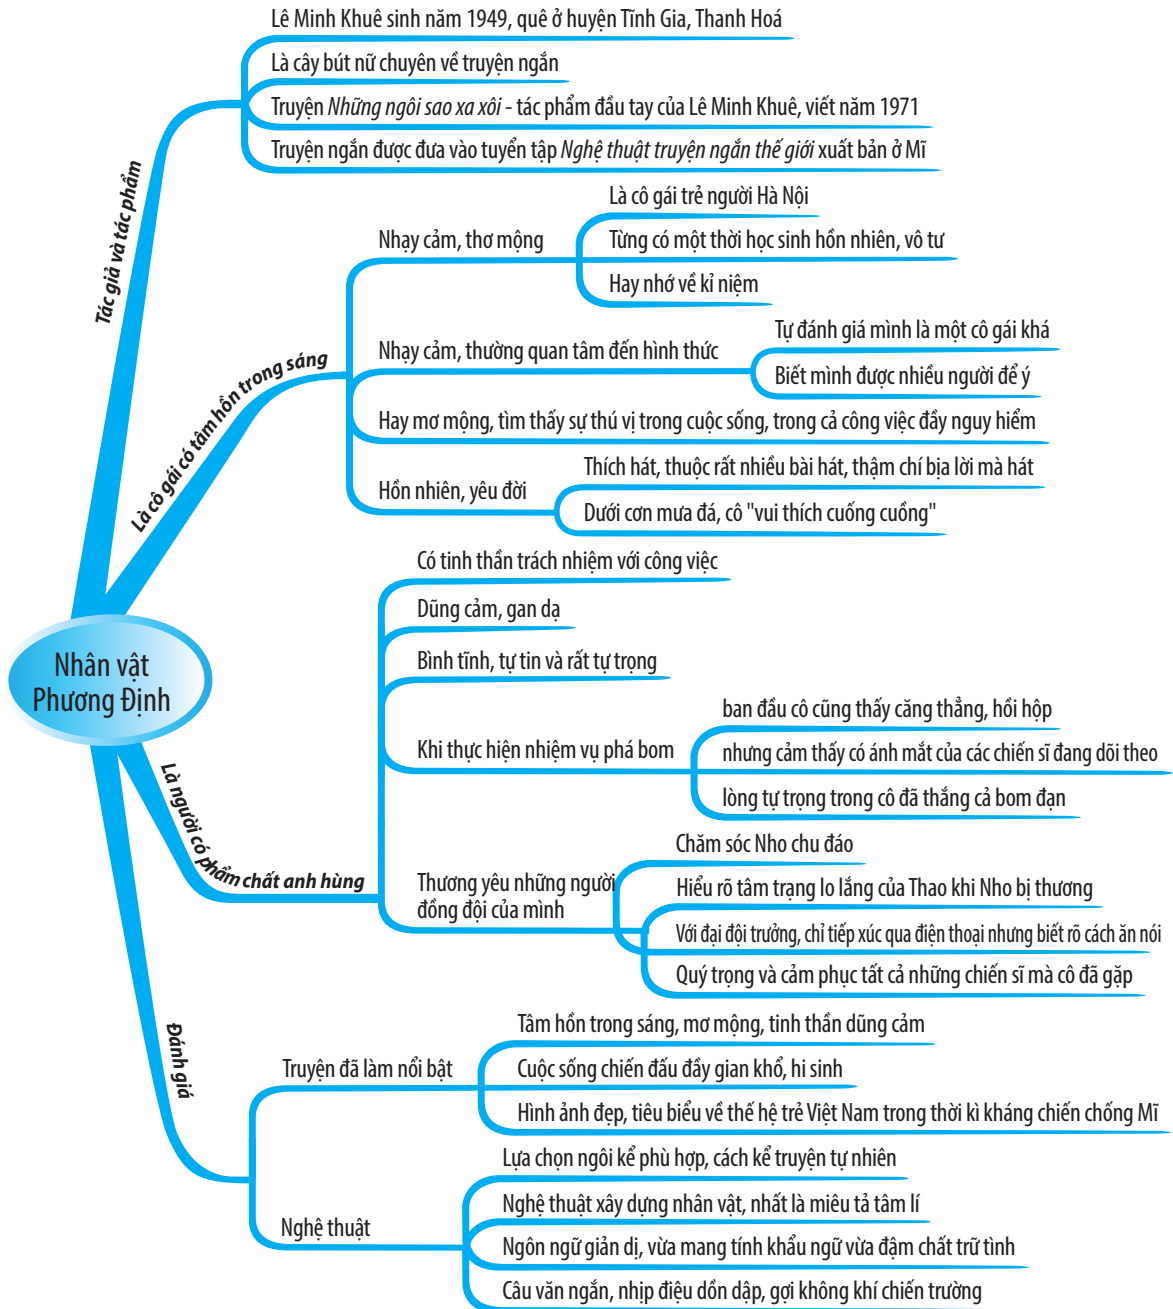 Lê Minh Khuê sinh năm 1949, quê ở huyện Tĩnh Gia, Thanh Hoá
Là cây bút nữ chuyên về truyện ngắn
Truyện Những ngôi sao xa xôi - tác phẩm đầu tay của Lê Minh Khuê, viết năm 1971
Truyện ngắn được đưa vào tuyển tập Nghệ thuật truyện ngắn thế giới xuất bản ở Mĩ
Tác giả và tác phẩm
Là cô gái trẻ người Hà Nội
Nhạy cảm, thơ mộng
Từng có một thời học sinh hồn nhiên, vô tư
Hay nhớ về kỉ niệm
Tự đánh giá mình là một cô gái khá
Nhạy cảm, thường quan tâm đến hình thức
Biết mình được nhiều người để ý
Là cô gái có tâm hồn trong sáng
Hay mơ mộng, tìm thấy sự thú vị trong cuộc sống, trong cả công việc đầy nguy hiểm
Thích hát, thuộc rất nhiều bài hát, thậm chí bịa lời mà hát
Hồn nhiên, yêu đời
Dưới cơn mưa đá, cô "vui thích cuống cuồng"
Có tinh thần trách nhiệm với công việc
Dũng cảm, gan dạ
Bình tĩnh, tự tin và rất tự trọng
Nhân vật
Phương Định
ban đầu cô cũng thấy căng thẳng, hồi hộp
Khi thực hiện nhiệm vụ phá bom
nhưng cảm thấy có ánh mắt của các chiến sĩ đang dõi theo
lòng tự trọng trong cô đã thắng cả bom đạn
Là người có phẩm chất anh hùng
Chăm sóc Nho chu đáo
Thương yêu những người
đồng đội của mình
Hiểu rõ tâm trạng lo lắng của Thao khi Nho bị thương
Với đại đội trưởng, chỉ tiếp xúc qua điện thoại nhưng biết rõ cách ăn nói
Quý trọng và cảm phục tất cả những chiến sĩ mà cô đã gặp
Đánh giá
Tâm hồn trong sáng, mơ mộng, tinh thần dũng cảm
Truyện đã làm nổi bật
Cuộc sống chiến đấu đầy gian khổ, hi sinh
Hình ảnh đẹp, tiêu biểu về thế hệ trẻ Việt Nam trong thời kì kháng chiến chống Mĩ
Lựa chọn ngôi kể phù hợp, cách kể truyện tự nhiên
Nghệ thuật xây dựng nhân vật, nhất là miêu tả tâm lí
Nghệ thuật
Ngôn ngữ giản dị, vừa mang tính khẩu ngữ vừa đậm chất trữ tình
Câu văn ngắn, nhịp điệu dồn dập, gợi không khí chiến trường